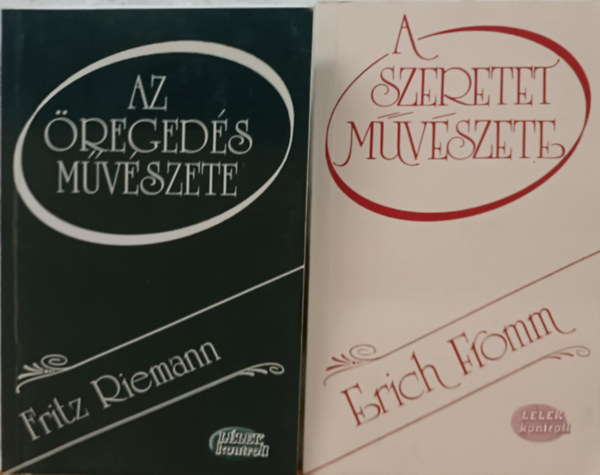 AZ
ÖREGEDÉS
MŰVÉSZETE
Fritz Riemann
LÉLEK
kontroll
A
SZERETET
MŰVÉSZETE
Erich Fromm
LÉLEK
kontroll